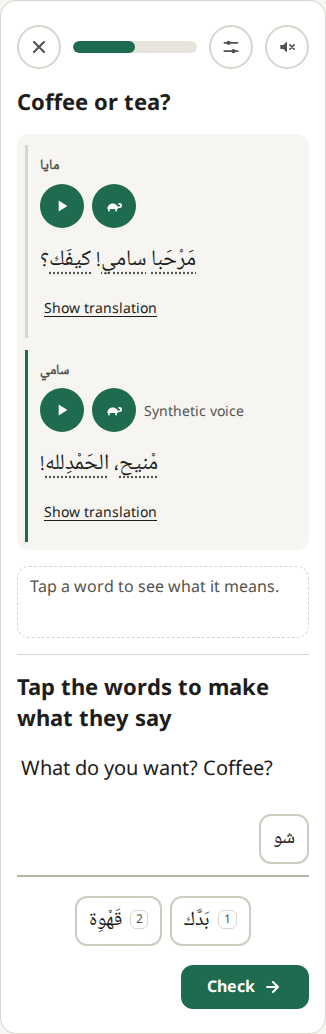 Coffee or tea?
مايا
مَرْحَبا سامي! كيفَك؟
Show translation
سامي
Synthetic voice
مْنيح، الحَمْدِلله!
Show translation
Tap a word to see what it means.
Tap the words to make
what they say
What do you want? Coffee?
شو
بَدَّك 1
قَهْوِة 2
Check